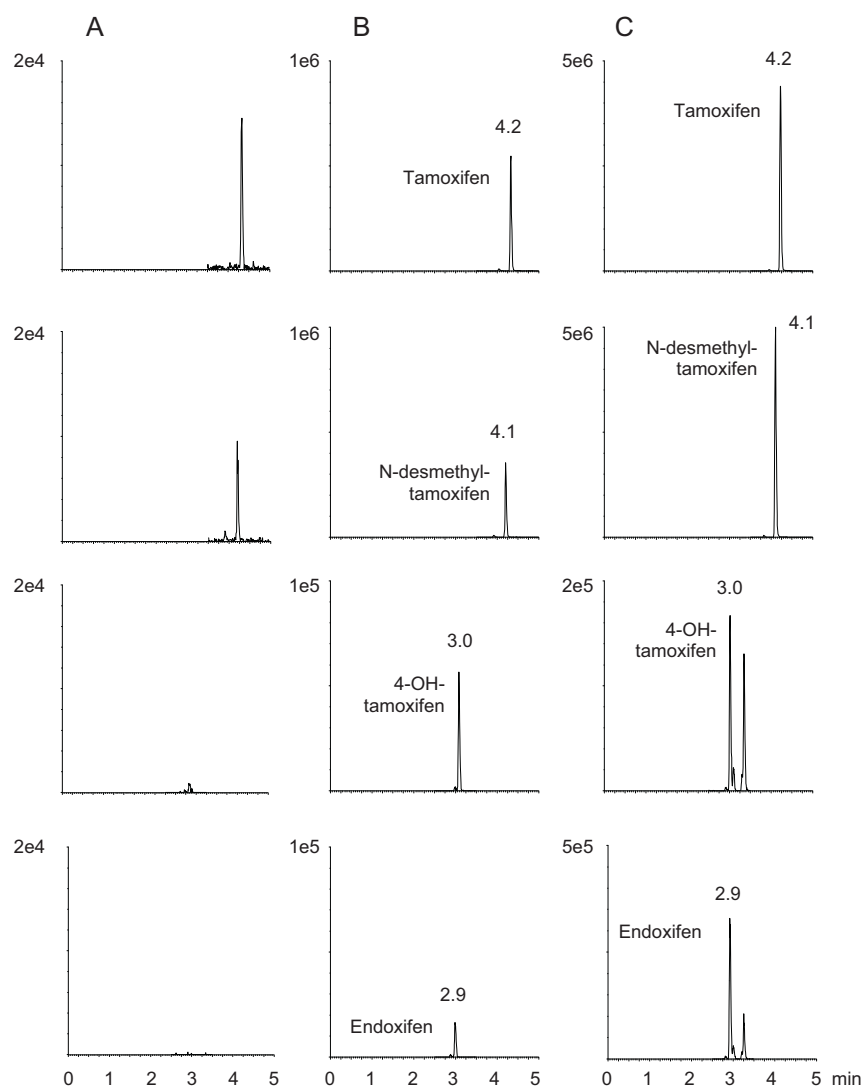 A B C
2e4 1e6 5e6
4.2 4.2
Tamoxifen Tamoxifen
2e4 1e6 5e6
4.1 4.1
N-desmethyl-
tamoxifen
N-desmethyl-
tamoxifen
2e4 1e5 2e5
3.0 3.0
4-OH-
tamoxifen
4-OH-
tamoxifen
2e4 1e5 5e5
2.9 2.9
Endoxifen Endoxifen
0 1 2 3 4 5 0 1 2 3 4 5 0 1 2 3 4 5 min